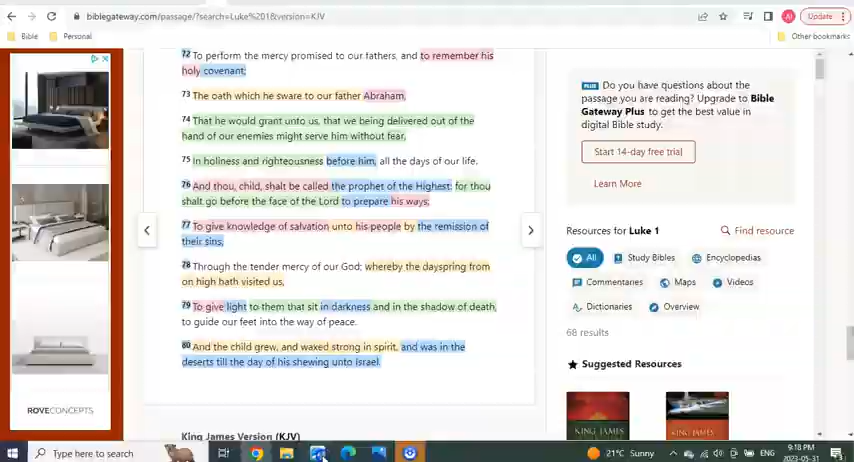 biblegateway.com/passage/?search=Luke%201&version=KJV
Update
Bible
Personal
Other bookmarks
72 To perform the mercy promised to our fathers, and to remember his
holy covenant;
73 The oath which he sware to our father Abraham,
74 That he would grant unto us, that we being delivered out of the
hand of our enemies might serve him without fear,
75 In holiness and righteousness before him, all the days of our life.
76 And thou, child, shalt be called the prophet of the Highest: for thou
shalt go before the face of the Lord to prepare his ways;
77 To give knowledge of salvation unto his people by the remission of
their sins,
78 Through the tender mercy of our God; whereby the dayspring from
on high hath visited us,
79 To give light to them that sit in darkness and in the shadow of death,
to guide our feet into the way of peace.
80 And the child grew, and waxed strong in spirit, and was in the
deserts till the day of his shewing unto Israel.
King James Version (KJV)
ROVECONCEPTS
PLUS Do you have questions about the
passage you are reading? Upgrade to Bible
Gateway Plus to get the best value in
digital Bible study.
Start 14-day free trial
Learn More
Resources for Luke 1
Find resource
All
Study Bibles
Encyclopedias
Commentaries
Maps
Videos
Dictionaries
Overview
68 results
Suggested Resources
KING JAMES
KING JAMES
Type here to search
21°C Sunny
ENG
9:18 PM
2023-05-31